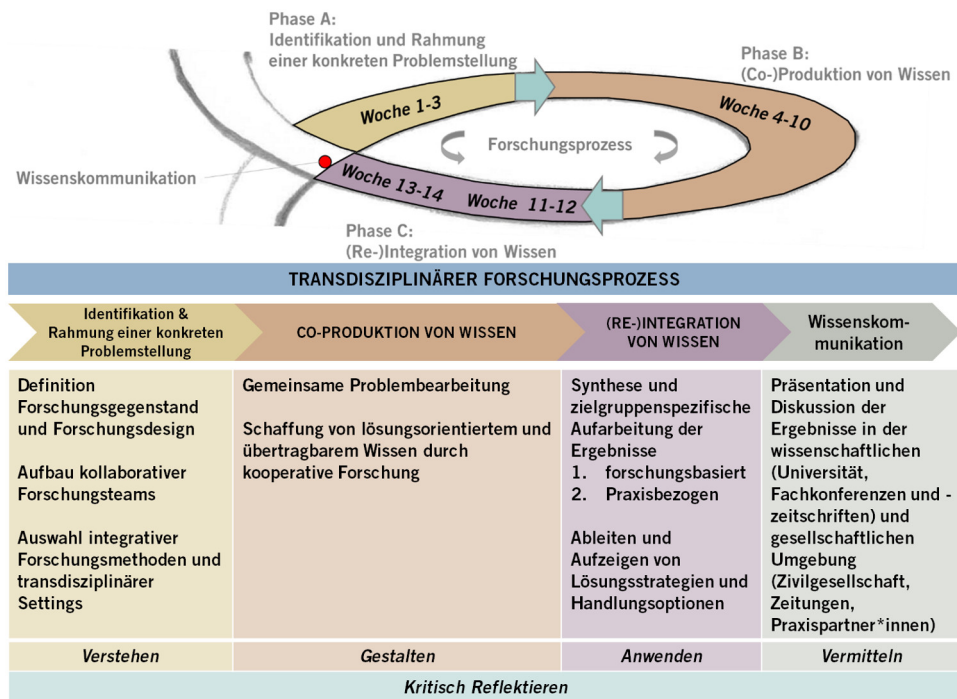 Phase A:
Identifikation und Rahmung
einer konkreten Problemstellung
Phase B:
(Co-)Produktion von Wissen
Woche 1-3
Woche 4-10
Forschungsprozess
Wissenskommunikation
Woche 13-14
Woche 11-12
Phase C:
(Re-)Integration von Wissen
TRANSDISZIPLINÄRER FORSCHUNGSPROZESS
Identifikation &
Rahmung einer konkreten
Problemstellung
CO-PRODUKTION VON WISSEN
(RE-)INTEGRATION
VON WISSEN
Wissenskom-
munikation
Definition
Forschungsgegenstand
und Forschungsdesign
Aufbau kollaborativer
Forschungsteams
Auswahl integrativer
Forschungsmethoden und
transdisziplinärer
Settings
Gemeinsame Problembearbeitung
Schaffung von lösungsorientiertem und
übertragbarem Wissen durch
kooperative Forschung
Synthese und
zielgruppenspezifische
Aufarbeitung der
Ergebnisse
1. forschungsbasiert
2. Praxisbezogen
Ableiten und
Aufzeigen von
Lösungsstrategien und
Handlungsoptionen
Präsentation und
Diskussion der
Ergebnisse in der
wissenschaftlichen
(Universität,
Fachkonferenzen und -
zeitschriften) und
gesellschaftlichen
Umgebung
(Zivilgesellschaft,
Zeitungen,
Praxispartner*innen)
Verstehen
Gestalten
Anwenden
Vermitteln
Kritisch Reflektieren